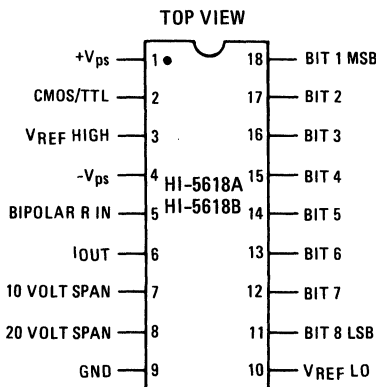 TOP VIEW
+Vps 1 18 BIT 1 MSB
CMOS/TTL 2 17 BIT 2
VREF HIGH 3 16 BIT 3
-Vps 4 15 BIT 4
HI-5618A
HI-5618B
BIPOLAR R IN 5 14 BIT 5
IOUT 6 13 BIT 6
10 VOLT SPAN 7 12 BIT 7
20 VOLT SPAN 8 11 BIT 8 LSB
GND 9 10 VREF LO